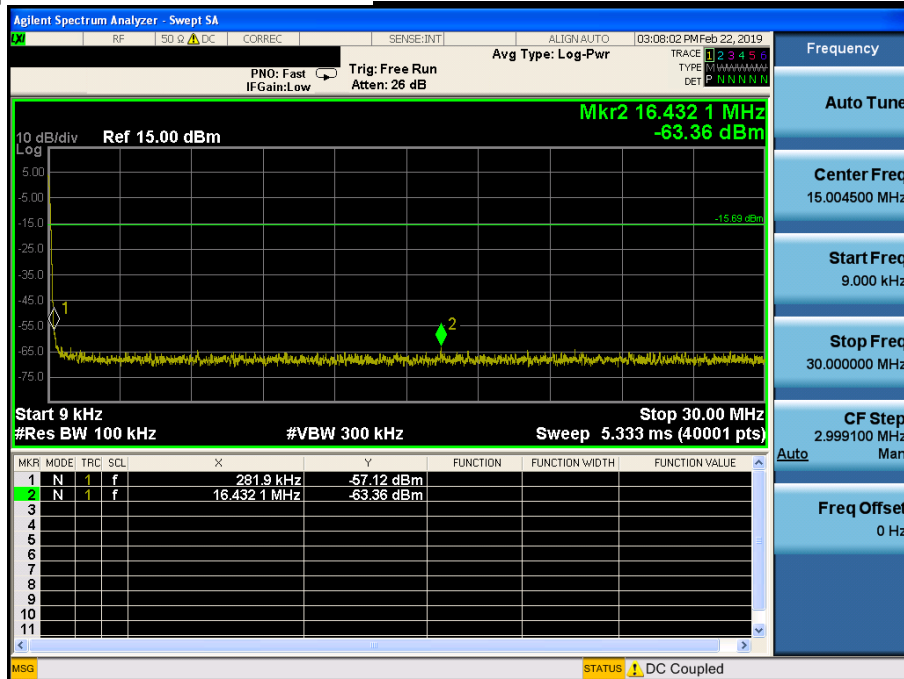 Agilent Spectrum Analyzer - Swept SA
LXI RF 50 Ω DC CORREC SENSE:INT ALIGN AUTO 03:08:02 PM Feb 22, 2019
Frequency
PNO: Fast
IFGain:Low
Trig: Free Run
Atten: 26 dB
Avg Type: Log-Pwr
TRACE 1 2 3 4 5 6
TYPE M W W W W W
DET P N N N N N
Auto Tune
Mkr2 16.432 1 MHz
-63.36 dBm
10 dB/div Ref 15.00 dBm
Log
5.00
-5.00
-15.0
-25.0
-35.0
-45.0
-55.0
-65.0
-75.0
-15.69 dBm
1
2
Center Freq
15.004500 MHz
Start Freq
9.000 kHz
Stop Freq
30.000000 MHz
Start 9 kHz Stop 30.00 MHz
#Res BW 100 kHz #VBW 300 kHz Sweep 5.333 ms (40001 pts)
CF Step
2.999100 MHz
Auto Man
MKR MODE TRC SCL X Y FUNCTION FUNCTION WIDTH FUNCTION VALUE
1 N 1 f 281.9 kHz -57.12 dBm
2 N 1 f 16.432 1 MHz -63.36 dBm
3
4
5
6
7
8
9
10
11
Freq Offset
0 Hz
MSG STATUS DC Coupled